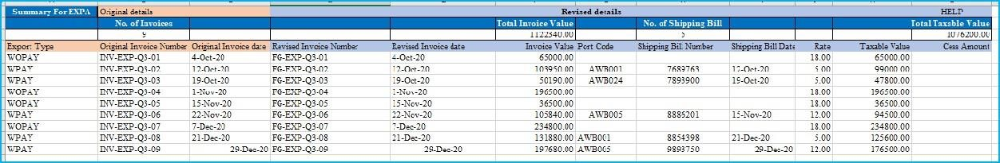 Summary For EXPA Original details Revised details HELP
No. of Invoices Total Invoice Value No. of Shipping Bill Total Taxable Value
9 1122340.00 5 1076200.00
Export Type Original Invoice Number Original Invoice date Revised Invoice Number Revised Invoice date Invoice Value Port Code Shipping Bill Number Shipping Bill Date Rate Taxable Value Cess Amount
WOPAY INV-EXP-Q3-01 4-Oct-20 FG-EXP-Q3-01 4-Oct-20 65000.00 18.00 65000.00
WPAY INV-EXP-Q3-02 12-Oct-20 FG-EXP-Q3-02 12-Oct-20 103950.00 AWB001 7689763 12-Oct-20 5.00 99000.00
WPAY INV-EXP-Q3-03 19-Oct-20 FG-EXP-Q3-03 19-Oct-20 50190.00 AWB024 7893900 19-Oct-20 5.00 47800.00
WOPAY INV-EXP-Q3-04 1-Nov-20 FG-EXP-Q3-04 1-Nov-20 196500.00 18.00 196500.00
WOPAY INV-EXP-Q3-05 15-Nov-20 FG-EXP-Q3-05 15-Nov-20 36500.00 18.00 36500.00
WPAY INV-EXP-Q3-06 22-Nov-20 FG-EXP-Q3-06 22-Nov-20 105840.00 AWB005 8885201 15-Nov-20 12.00 94500.00
WOPAY INV-EXP-Q3-07 7-Dec-20 FG-EXP-Q3-07 7-Dec-20 234800.00 18.00 234800.00
WPAY INV-EXP-Q3-08 21-Dec-20 FG-EXP-Q3-08 21-Dec-20 131880.00 AWB001 8854398 21-Dec-20 5.00 125600.00
WPAY INV-EXP-Q3-09 29-Dec-20 FG-EXP-Q3-09 29-Dec-20 197680.00 AWB005 9893750 29-Dec-20 12.00 176500.00